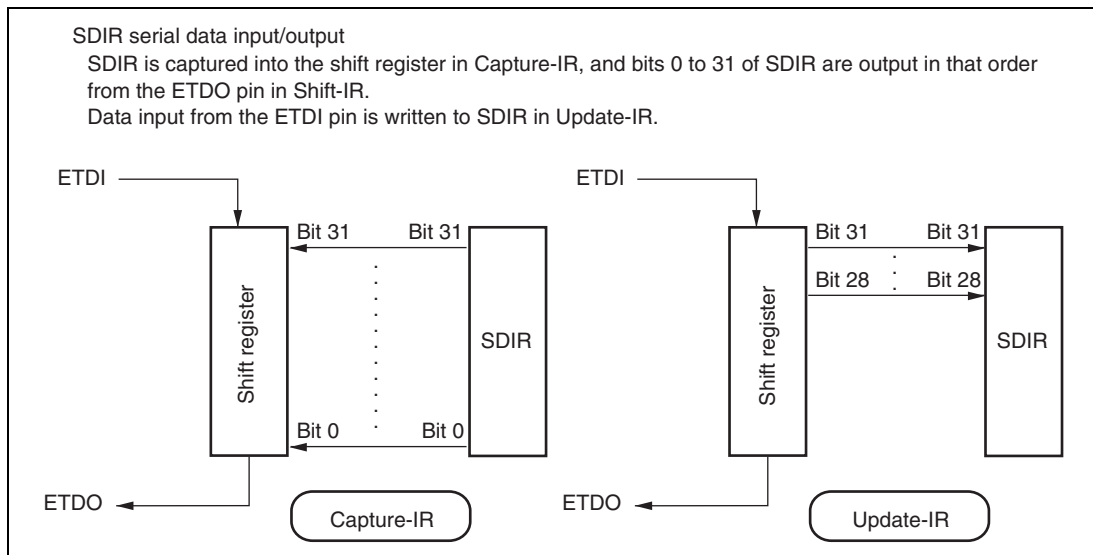 SDIR serial data input/output
SDIR is captured into the shift register in Capture-IR, and bits 0 to 31 of SDIR are output in that order
from the ETDO pin in Shift-IR.
Data input from the ETDI pin is written to SDIR in Update-IR.
ETDI
Bit 31 Bit 31
Shift register
SDIR
Bit 0 Bit 0
ETDO
Capture-IR
ETDI
Bit 31 Bit 31
Bit 28 Bit 28
Shift register
SDIR
ETDO
Update-IR